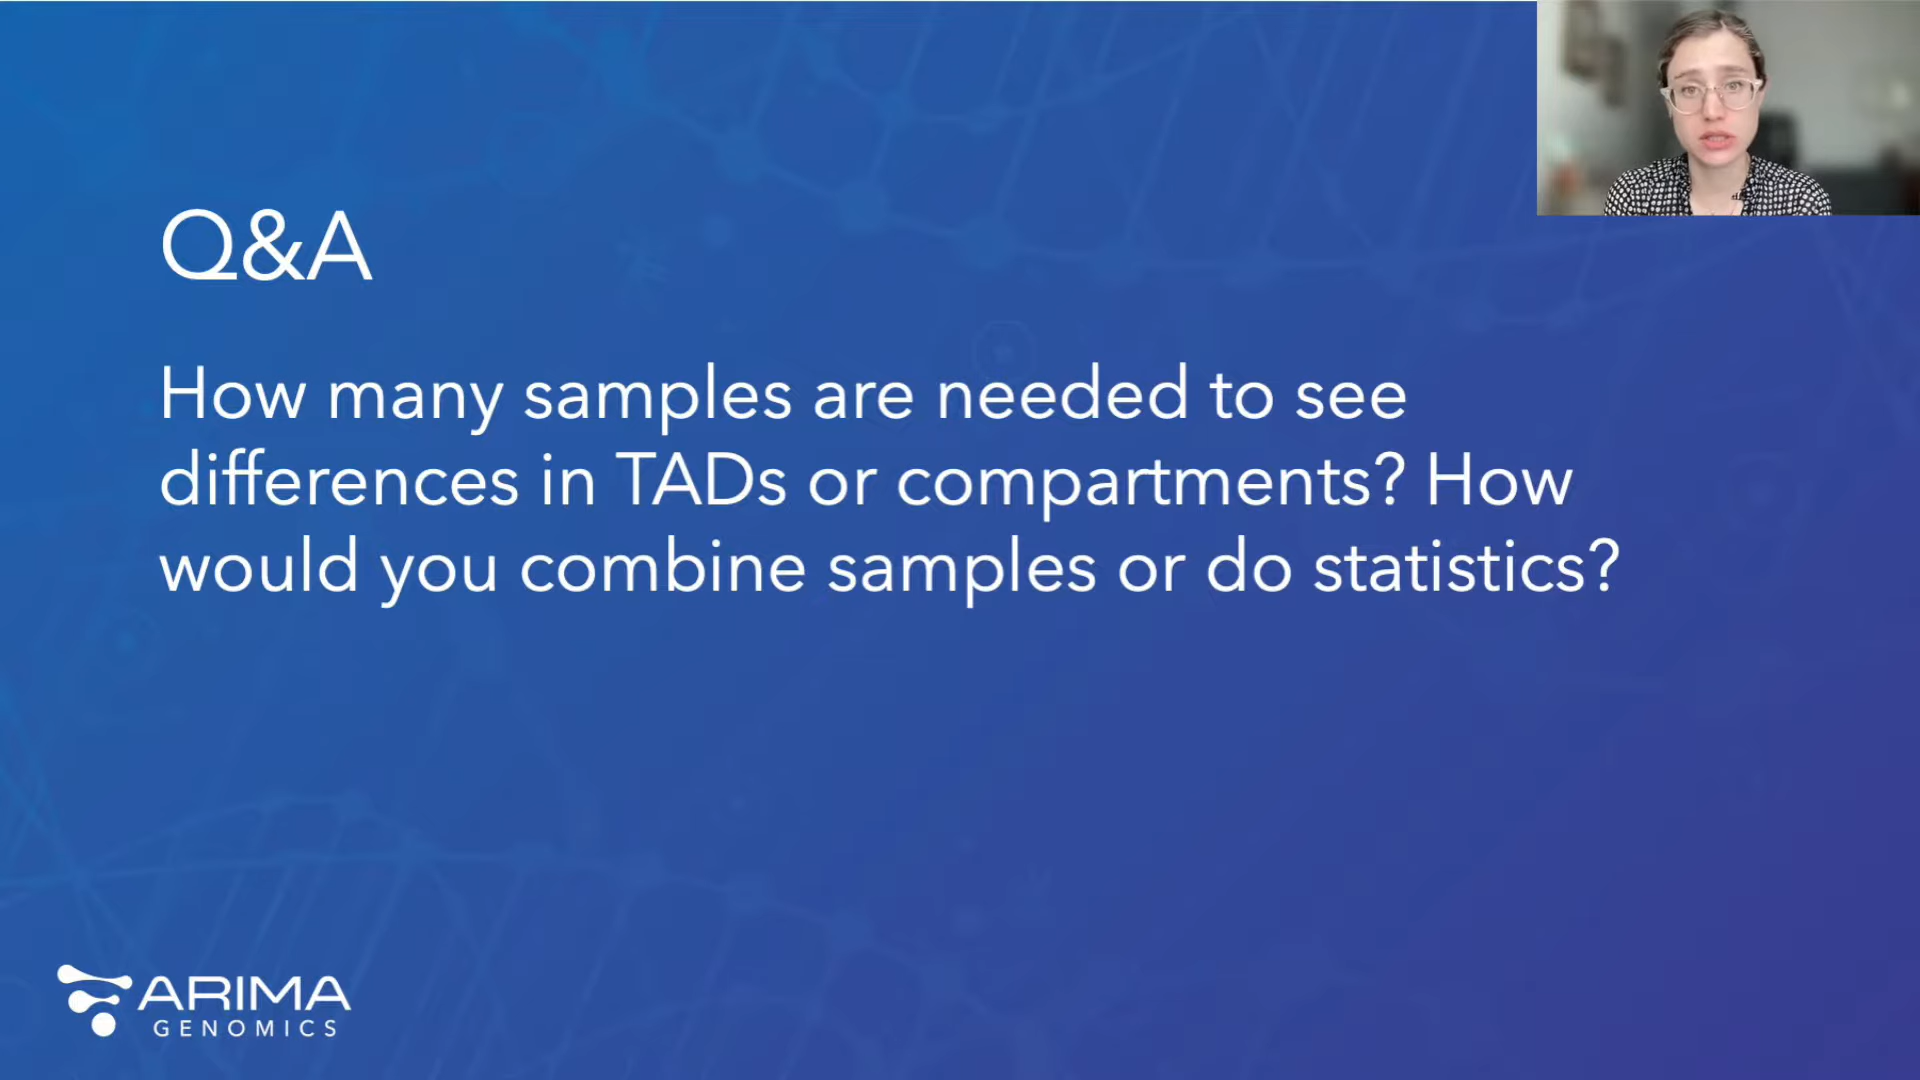 Q&A
How many samples are needed to see
differences in TADs or compartments? How
would you combine samples or do statistics?
ARIMA
GENOMICS